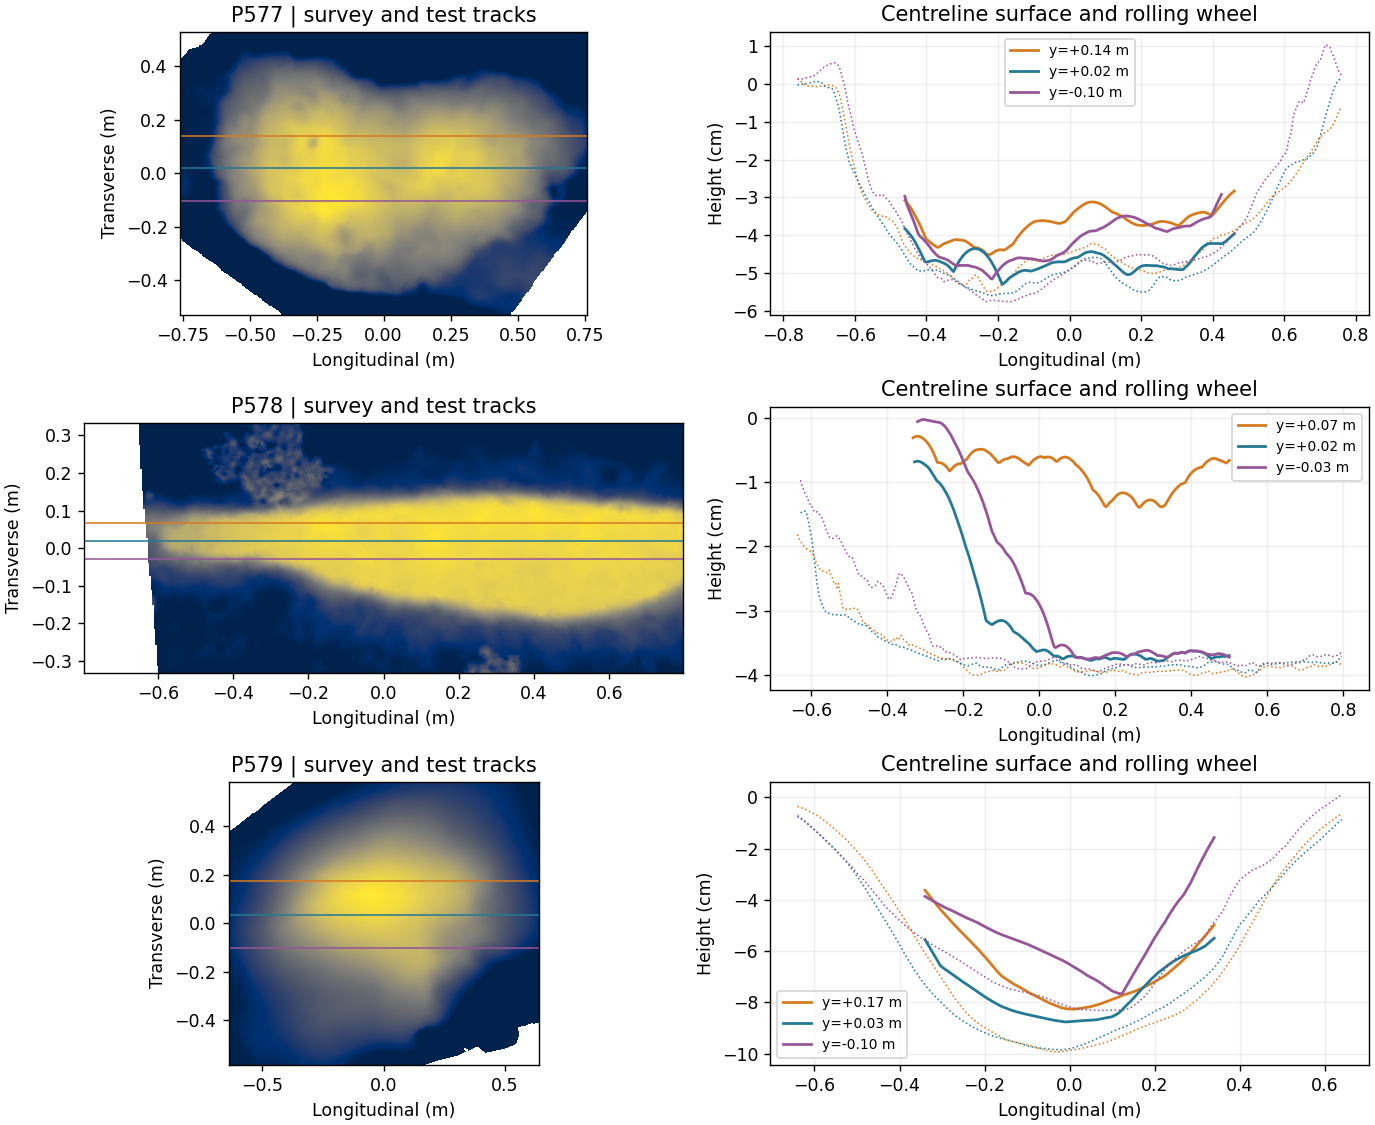 P577 | survey and test tracks
Transverse (m)
0.4
0.2
0.0
−0.2
−0.4
−0.75 −0.50 −0.25 0.00 0.25 0.50 0.75
Longitudinal (m)
Centreline surface and rolling wheel
y=+0.14 m
y=+0.02 m
y=-0.10 m
Height (cm)
1
0
−1
−2
−3
−4
−5
−6
−0.8 −0.6 −0.4 −0.2 0.0 0.2 0.4 0.6 0.8
Longitudinal (m)
P578 | survey and test tracks
Transverse (m)
0.3
0.2
0.1
0.0
−0.1
−0.2
−0.3
−0.6 −0.4 −0.2 0.0 0.2 0.4 0.6
Longitudinal (m)
Centreline surface and rolling wheel
y=+0.07 m
y=+0.02 m
y=-0.03 m
Height (cm)
0
−1
−2
−3
−4
−0.6 −0.4 −0.2 0.0 0.2 0.4 0.6 0.8
Longitudinal (m)
P579 | survey and test tracks
Transverse (m)
0.4
0.2
0.0
−0.2
−0.4
−0.5 0.0 0.5
Longitudinal (m)
Centreline surface and rolling wheel
Height (cm)
0
−2
−4
−6
−8
−10
y=+0.17 m
y=+0.03 m
y=-0.10 m
−0.6 −0.4 −0.2 0.0 0.2 0.4 0.6
Longitudinal (m)